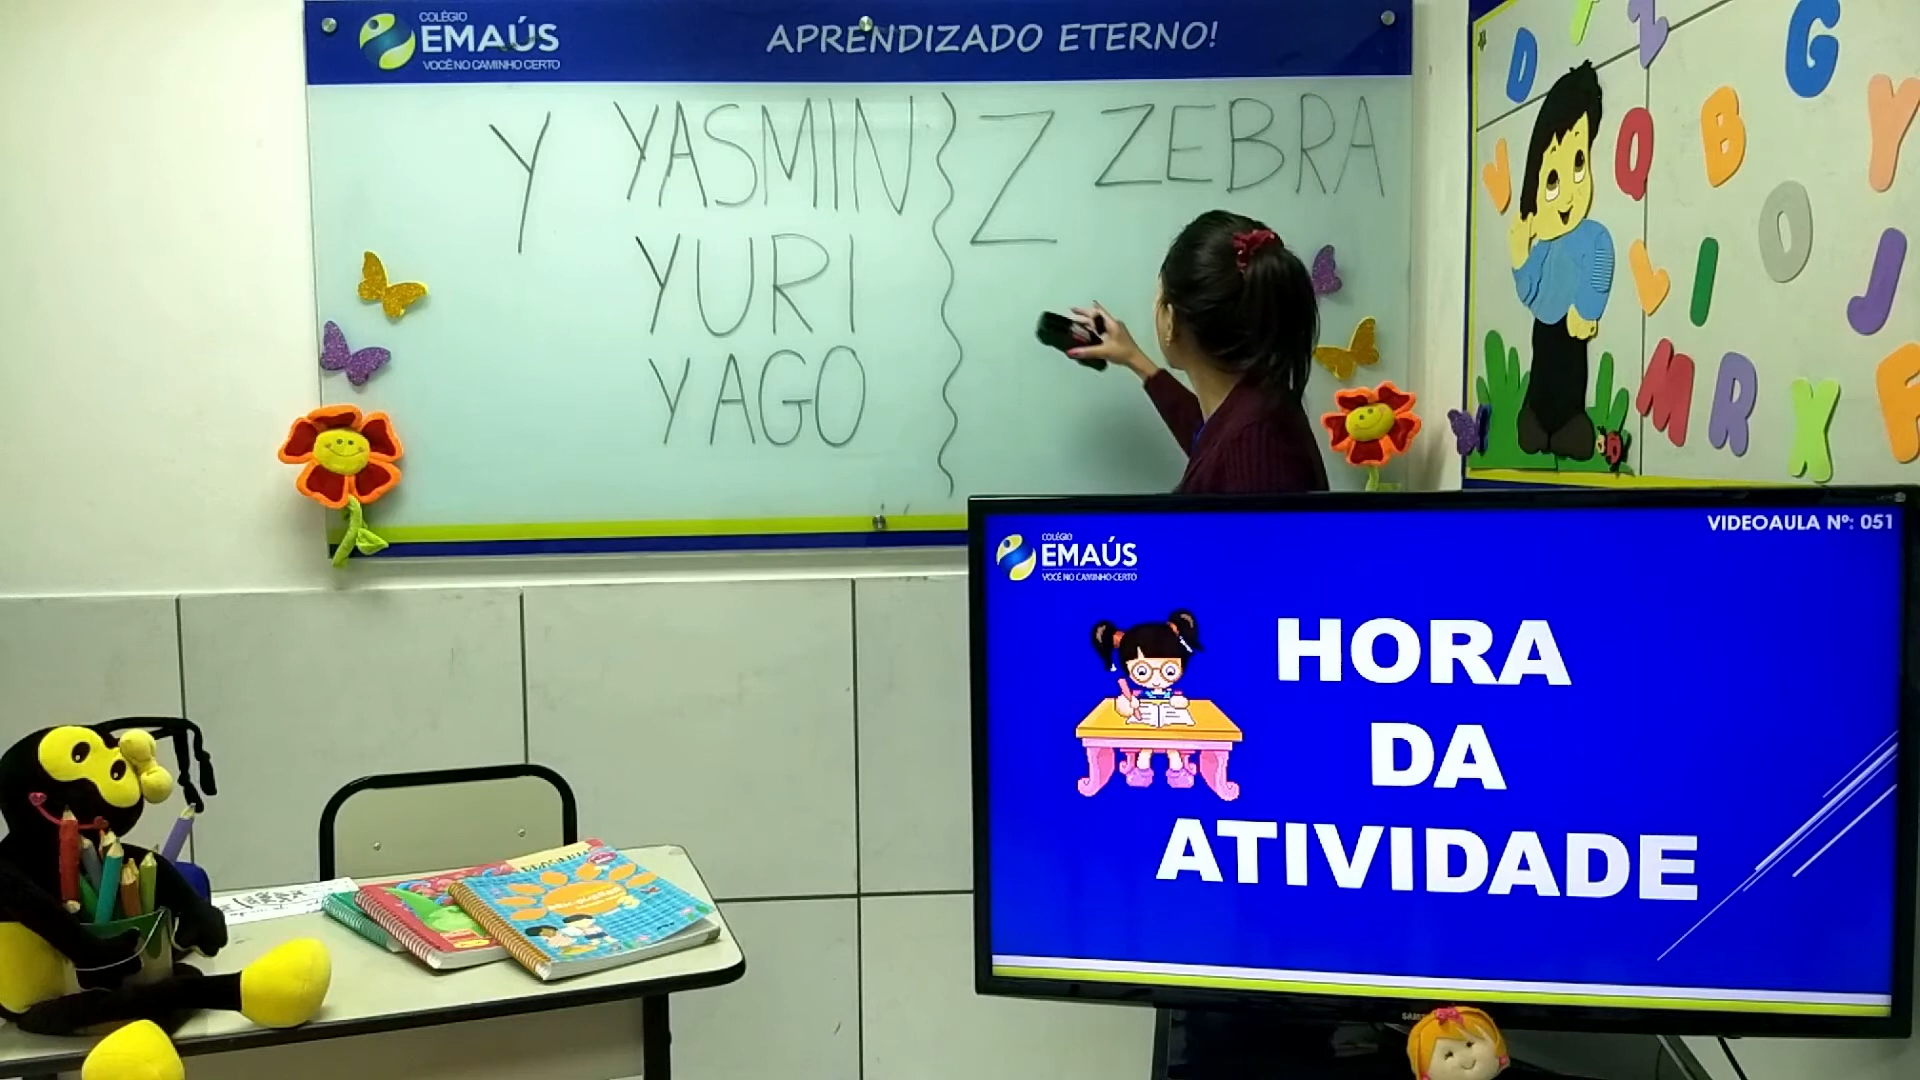 COLÉGIO
EMAÚS
VOCÊ NO CAMINHO CERTO
APRENDIZADO ETERNO!
Y
YASMIN
YURI
YAGO
Z
ZEBRA
D
Z
G
V
Q
B
Y
L
I
O
J
M
R
X
F
VIDEOAULA Nº: 051
COLÉGIO
EMAÚS
VOCÊ NO CAMINHO CERTO
HORA
DA
ATIVIDADE
SAMSUNG